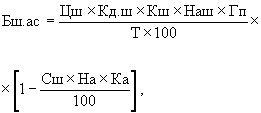 Бш.ас = Цш × Кд.ш × Кш × Наш × Гп
Т × 100 ×
× [1 − Сш × На × Ка
100 ] ,